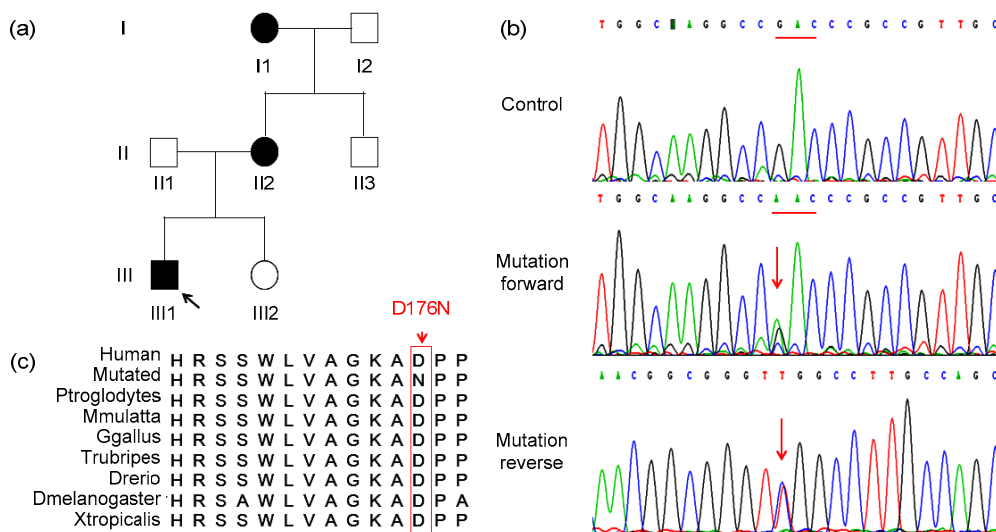 (a)
I
I1
I2
II
II1
II2
II3
III
III1
III2
(b)
T G G C A G G C C G A C C C G C C G T T G C
Control
T G G C A A G G C C A A C C C G C C G T T G C
Mutation
forward
A A C G G C G G G T T G G C C T T G C C A G C
Mutation
reverse
D176N
(c)
Human H R S S W L V A G K A D P P
Mutated H R S S W L V A G K A N P P
Ptroglodytes H R S S W L V A G K A D P P
Mmulatta H R S S W L V A G K A D P P
Ggallus H R S S W L V A G K A D P P
Trubripes H R S S W L V A G K A D P P
Drerio H R S S W L V A G K A D P P
Dmelanogaster H R S A W L V A G K A D P A
Xtropicalis H R S S W L V A G K A D P P